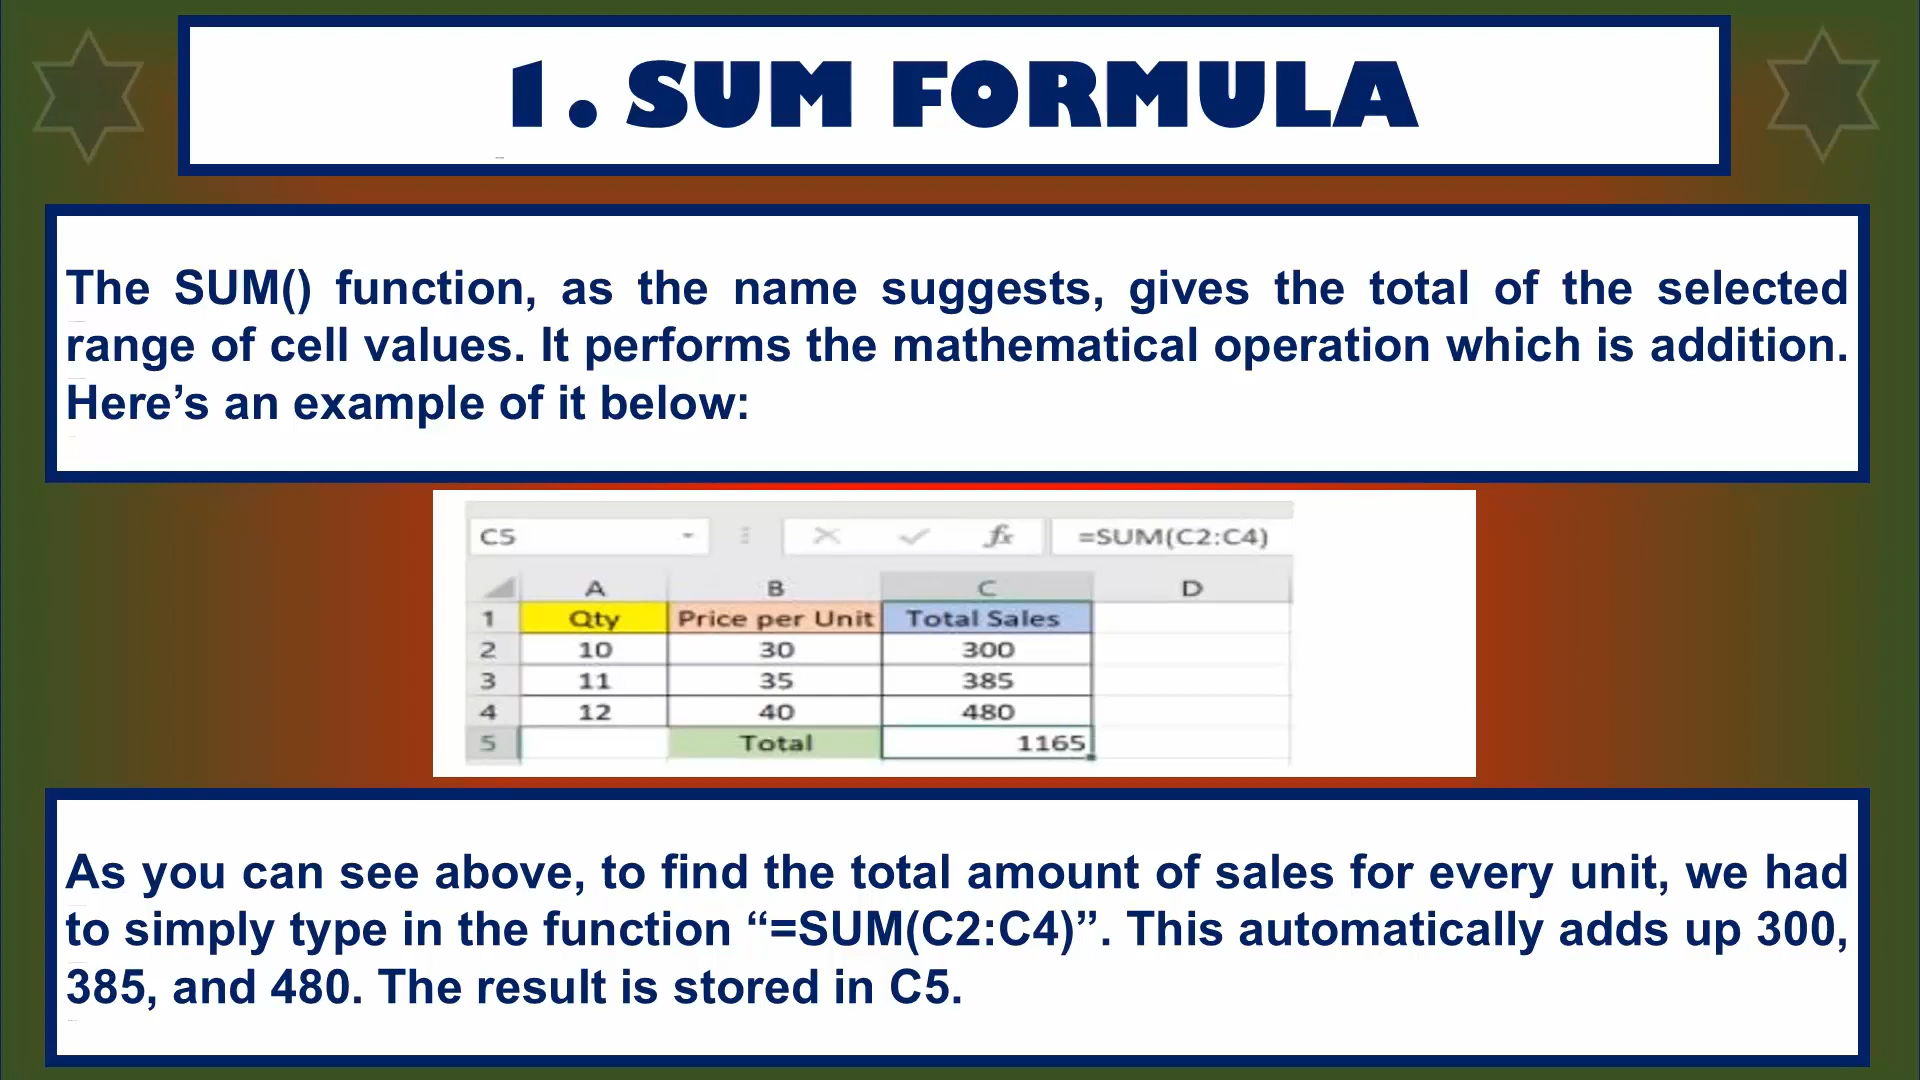 1. SUM FORMULA
The SUM() function, as the name suggests, gives the total of the selected
range of cell values. It performs the mathematical operation which is addition.
Here’s an example of it below:
C5 fx =SUM(C2:C4)
A B C D
1 Qty Price per Unit Total Sales
2 10 30 300
3 11 35 385
4 12 40 480
5 Total 1165
As you can see above, to find the total amount of sales for every unit, we had
to simply type in the function “=SUM(C2:C4)”. This automatically adds up 300,
385, and 480. The result is stored in C5.